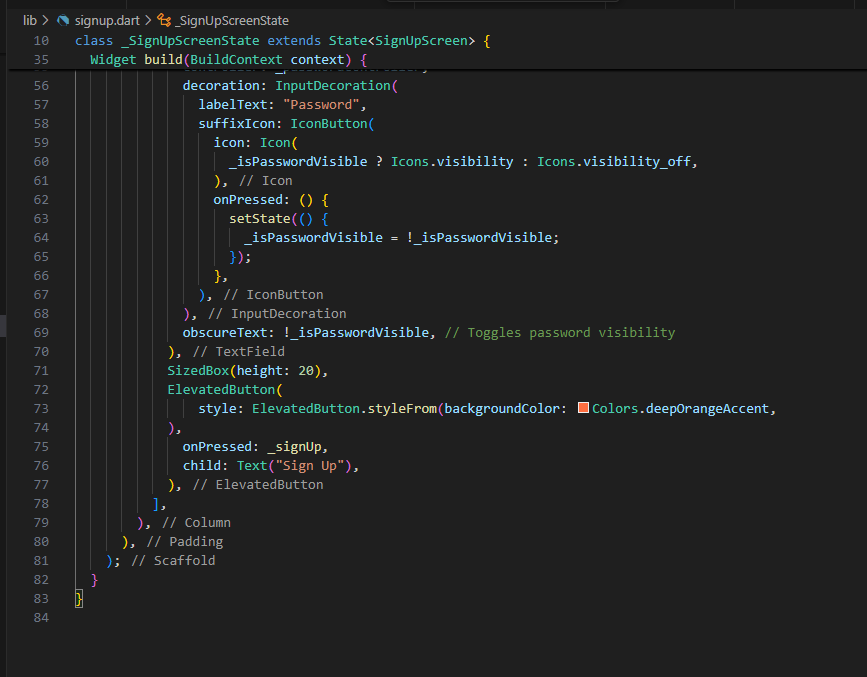 lib > signup.dart > _SignUpScreenState
10 class _SignUpScreenState extends State<SignUpScreen> {
35 Widget build(BuildContext context) {
56 decoration: InputDecoration(
57 labelText: "Password",
58 suffixIcon: IconButton(
59 icon: Icon(
60 _isPasswordVisible ? Icons.visibility : Icons.visibility_off,
61 ), // Icon
62 onPressed: () {
63 setState(() {
64 _isPasswordVisible = !_isPasswordVisible;
65 });
66 },
67 ), // IconButton
68 ), // InputDecoration
69 obscureText: !_isPasswordVisible, // Toggles password visibility
70 ), // TextField
71 SizedBox(height: 20),
72 ElevatedButton(
73 style: ElevatedButton.styleFrom(backgroundColor: Colors.deepOrangeAccent,
74 ),
75 onPressed: _signUp,
76 child: Text("Sign Up"),
77 ), // ElevatedButton
78 ],
79 ), // Column
80 ), // Padding
81 ); // Scaffold
82 }
83 }
84